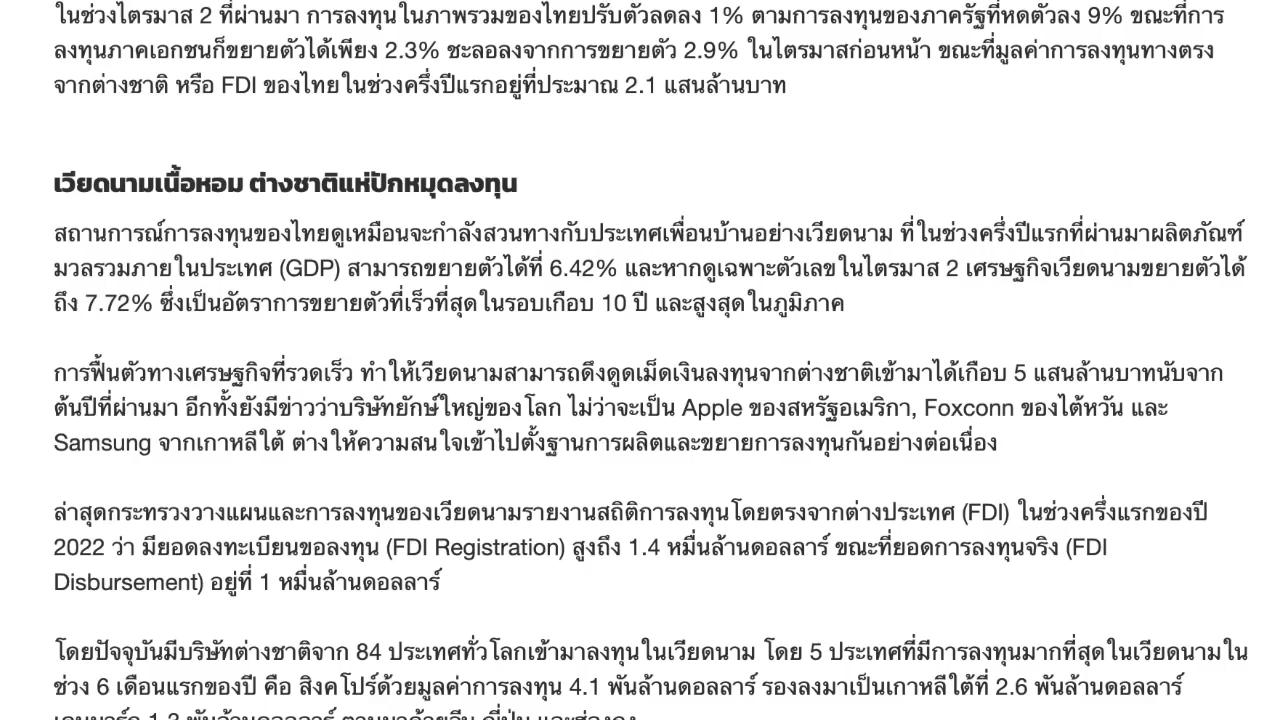 ในช่วงไตรมาส 2 ที่ผ่านมา การลงทุนในภาพรวมของไทยปรับตัวลดลง 1% ตามการลงทุนของภาครัฐที่หดตัวลง 9% ขณะที่การ
ลงทุนภาคเอกชนก็ขยายตัวได้เพียง 2.3% ชะลอลงจากการขยายตัว 2.9% ในไตรมาสก่อนหน้า ขณะที่มูลค่าการลงทุนทางตรง
จากต่างชาติ หรือ FDI ของไทยในช่วงครึ่งปีแรกอยู่ที่ประมาณ 2.1 แสนล้านบาท
เวียดนามเนื้อหอม ต่างชาติแห่ปักหมุดลงทุน
สถานการณ์การลงทุนของไทยดูเหมือนจะกำลังสวนทางกับประเทศเพื่อนบ้านอย่างเวียดนาม ที่ในช่วงครึ่งปีแรกที่ผ่านมาผลิตภัณฑ์
มวลรวมภายในประเทศ (GDP) สามารถขยายตัวได้ที่ 6.42% และหากดูเฉพาะตัวเลขในไตรมาส 2 เศรษฐกิจเวียดนามขยายตัวได้
ถึง 7.72% ซึ่งเป็นอัตราการขยายตัวที่เร็วที่สุดในรอบเกือบ 10 ปี และสูงสุดในภูมิภาค
การฟื้นตัวทางเศรษฐกิจที่รวดเร็ว ทำให้เวียดนามสามารถดึงดูดเม็ดเงินลงทุนจากต่างชาติเข้ามาได้เกือบ 5 แสนล้านบาทนับจาก
ต้นปีที่ผ่านมา อีกทั้งยังมีข่าวว่าบริษัทยักษ์ใหญ่ของโลก ไม่ว่าจะเป็น Apple ของสหรัฐอเมริกา, Foxconn ของไต้หวัน และ
Samsung จากเกาหลีใต้ ต่างให้ความสนใจเข้าไปตั้งฐานการผลิตและขยายการลงทุนกันอย่างต่อเนื่อง
ล่าสุดกระทรวงวางแผนและการลงทุนของเวียดนามรายงานสถิติการลงทุนโดยตรงจากต่างประเทศ (FDI) ในช่วงครึ่งแรกของปี
2022 ว่า มียอดลงทะเบียนขอลงทุน (FDI Registration) สูงถึง 1.4 หมื่นล้านดอลลาร์ ขณะที่ยอดการลงทุนจริง (FDI
Disbursement) อยู่ที่ 1 หมื่นล้านดอลลาร์
โดยปัจจุบันมีบริษัทต่างชาติจาก 84 ประเทศทั่วโลกเข้ามาลงทุนในเวียดนาม โดย 5 ประเทศที่มีการลงทุนมากที่สุดในเวียดนามใน
ช่วง 6 เดือนแรกของปี คือ สิงคโปร์ด้วยมูลค่าการลงทุน 4.1 พันล้านดอลลาร์ รองลงมาเป็นเกาหลีใต้ที่ 2.6 พันล้านดอลลาร์
เดนมาร์ก 1.3 พันล้านดอลลาร์ ตามมาด้วยจีน ญี่ปุ่น และฮ่องกง